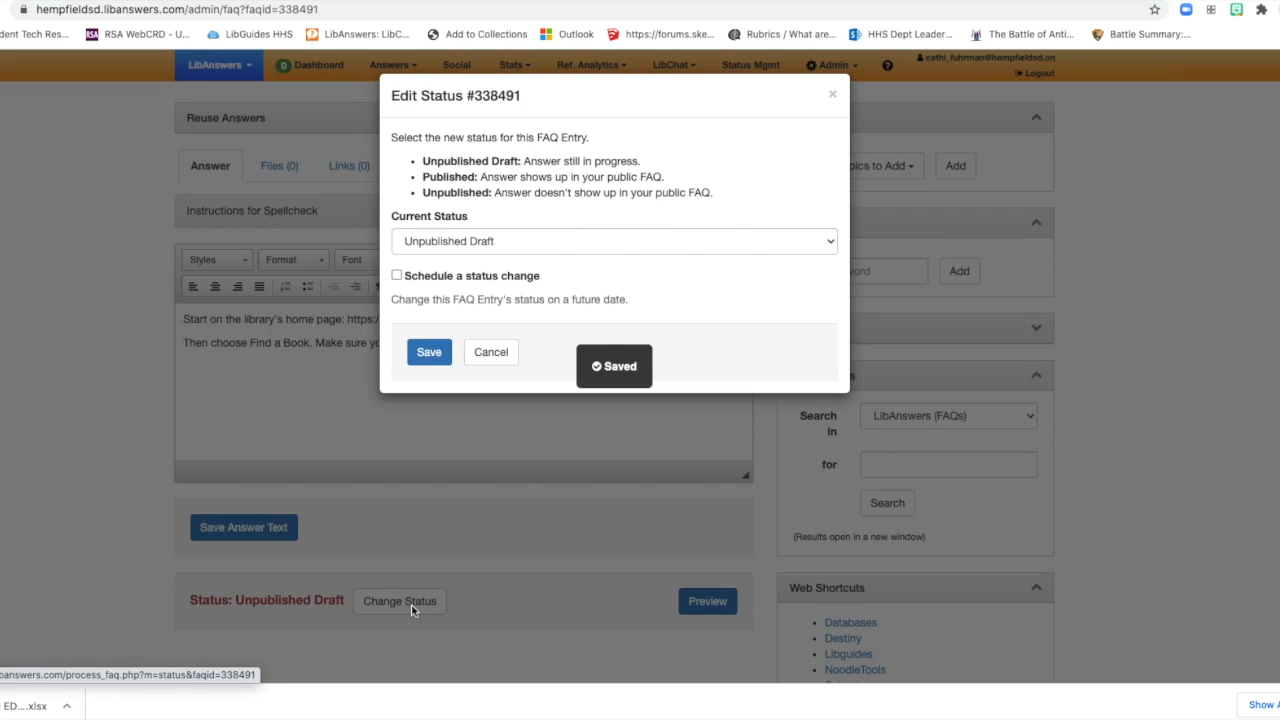 hempfieldsd.libanswers.com/admin/faq?faqid=338491
dent Tech Res... RSA WebCRD - U... LibGuides HHS LibAnswers: LibC... Add to Collections Outlook https://forums.ske... Rubrics / What are... HHS Dept Leader... The Battle of Anti... Battle Summary:...
LibAnswers 0 Dashboard Answers Social Stats Ref. Analytics LibChat Status Mgmt Admin cathi_fuhrman@hempfieldsd.on
Logout
Edit Status #338491 ×
Reuse Answers
Select the new status for this FAQ Entry.
Unpublished Draft: Answer still in progress.
Answer Files (0) Links (0) pics to Add Add
Published: Answer shows up in your public FAQ.
Unpublished: Answer doesn't show up in your public FAQ.
Instructions for Spellcheck
Current Status
Unpublished Draft
Styles Format Font
word Add
Schedule a status change
Change this FAQ Entry's status on a future date.
Start on the library's home page: https:/
Then choose Find a Book. Make sure yo
Save Cancel
Saved
s
Search in LibAnswers (FAQs)
for
Search
(Results open in a new window)
Save Answer Text
Web Shortcuts
Status: Unpublished Draft Change Status Preview
Databases
Destiny
Libguides
NoodleTools
banswers.com/process_faq.php?m=status&faqid=338491
ED....xlsx Show A